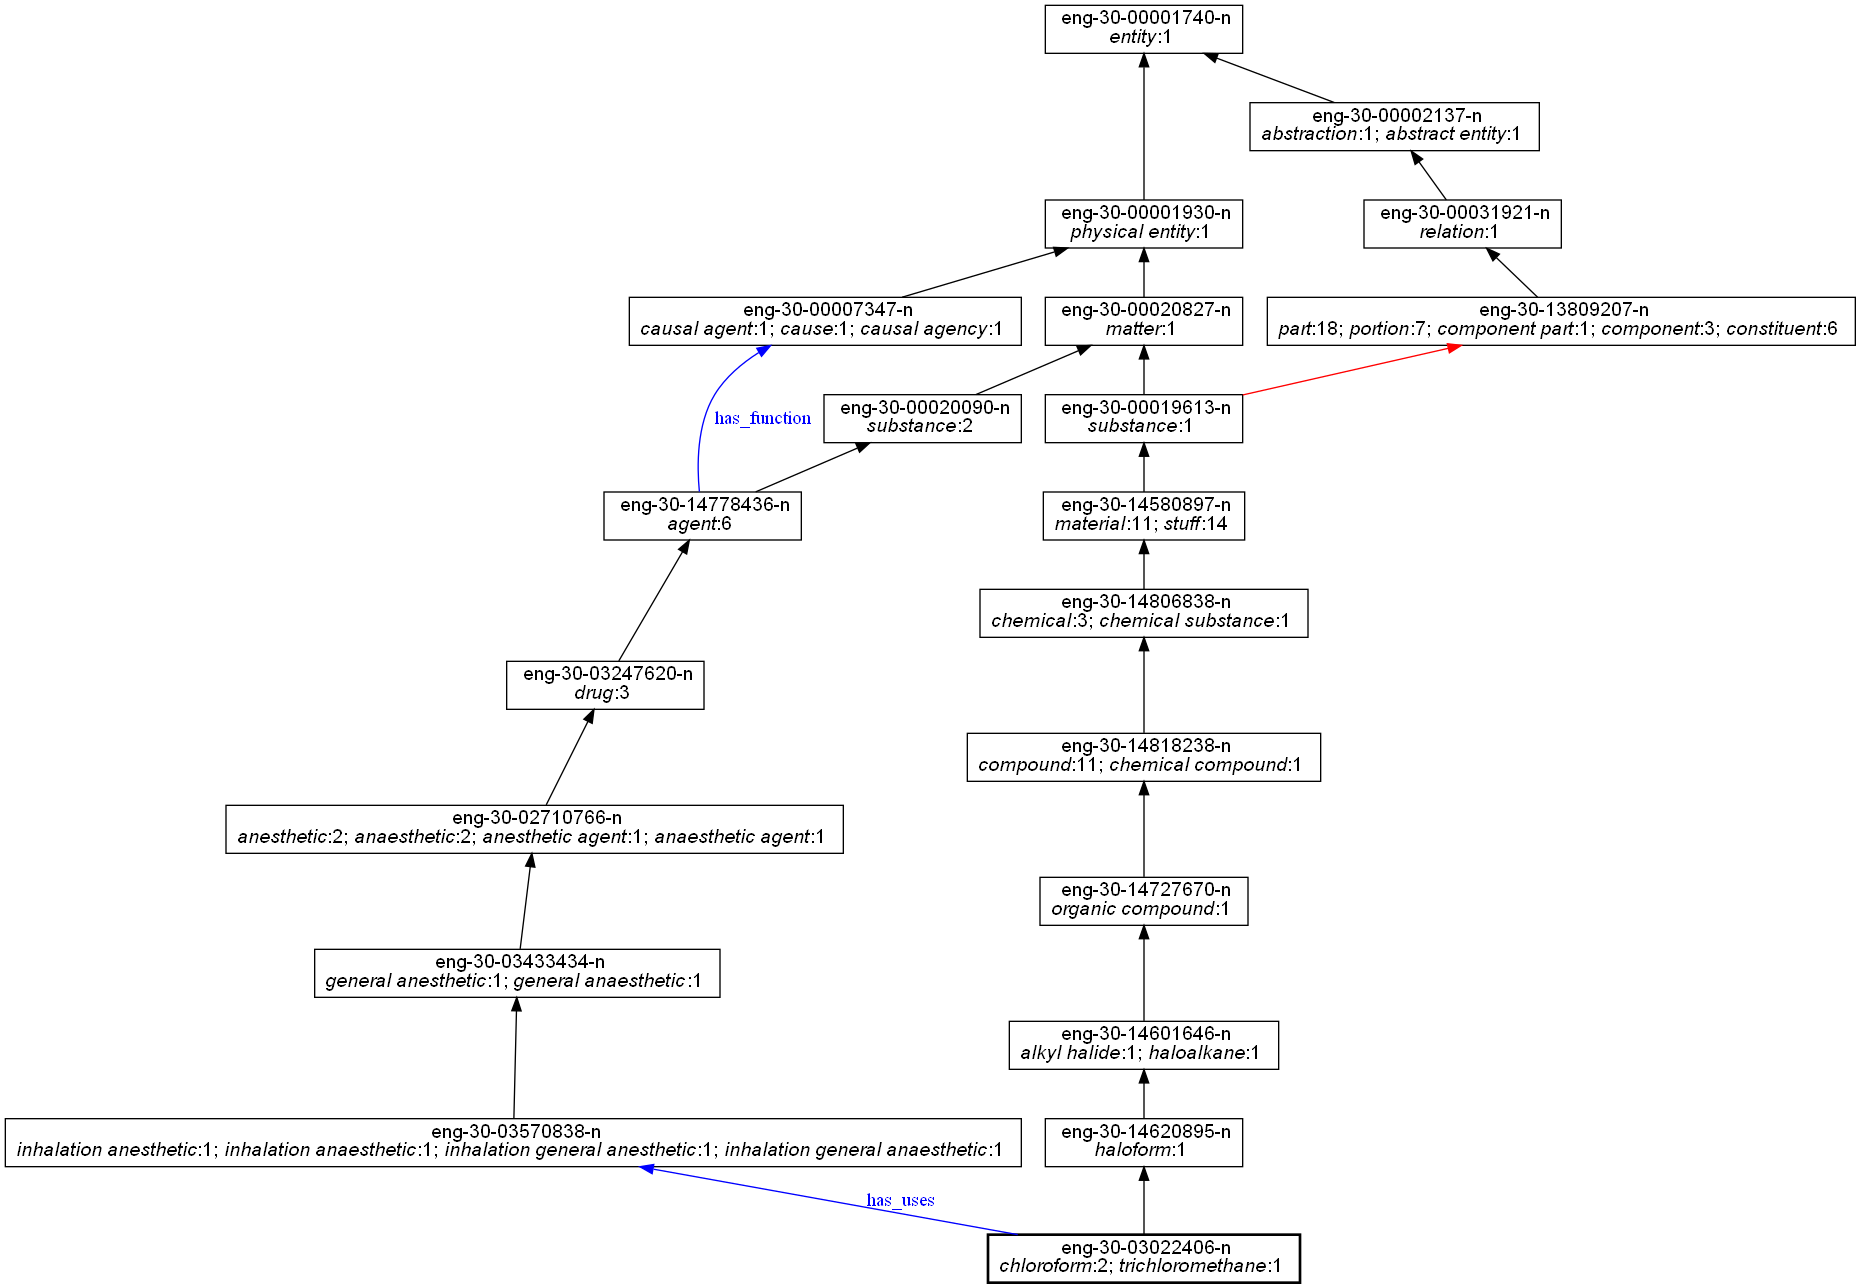 eng-30-00001740-n
entity:1
eng-30-00002137-n
abstraction:1; abstract entity:1
eng-30-00001930-n
physical entity:1
eng-30-00031921-n
relation:1
eng-30-00007347-n
causal agent:1; cause:1; causal agency:1
eng-30-00020827-n
matter:1
eng-30-13809207-n
part:18; portion:7; component part:1; component:3; constituent:6
has_function
eng-30-00020090-n
substance:2
eng-30-00019613-n
substance:1
eng-30-14778436-n
agent:6
eng-30-14580897-n
material:11; stuff:14
eng-30-14806838-n
chemical:3; chemical substance:1
eng-30-03247620-n
drug:3
eng-30-14818238-n
compound:11; chemical compound:1
eng-30-02710766-n
anesthetic:2; anaesthetic:2; anesthetic agent:1; anaesthetic agent:1
eng-30-14727670-n
organic compound:1
eng-30-03433434-n
general anesthetic:1; general anaesthetic:1
eng-30-14601646-n
alkyl halide:1; haloalkane:1
eng-30-03570838-n
inhalation anesthetic:1; inhalation anaesthetic:1; inhalation general anesthetic:1; inhalation general anaesthetic:1
eng-30-14620895-n
haloform:1
has_uses
eng-30-03022406-n
chloroform:2; trichloromethane:1